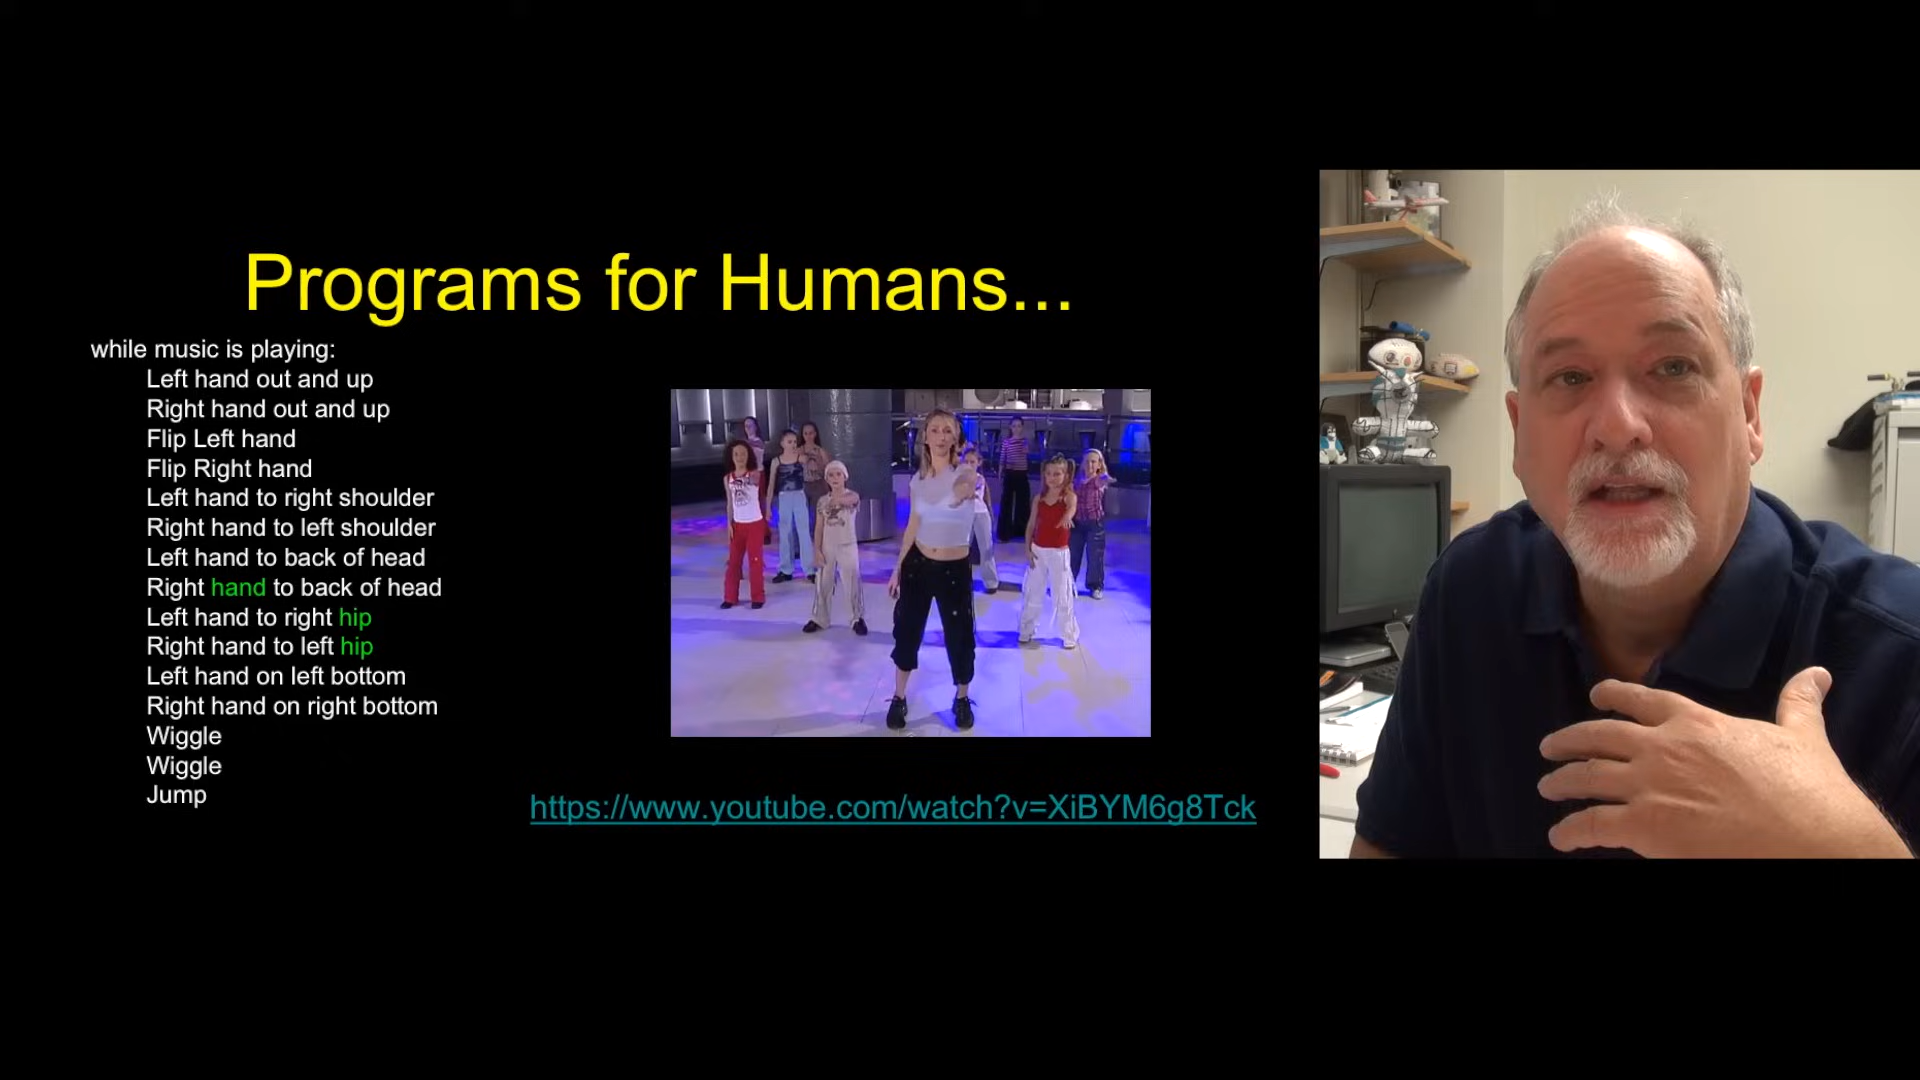 Programs for Humans...
while music is playing:
Left hand out and up
Right hand out and up
Flip Left hand
Flip Right hand
Left hand to right shoulder
Right hand to left shoulder
Left hand to back of head
Right hand to back of head
Left hand to right hip
Right hand to left hip
Left hand on left bottom
Right hand on right bottom
Wiggle
Wiggle
Jump
https://www.youtube.com/watch?v=XiBYM6g8Tck